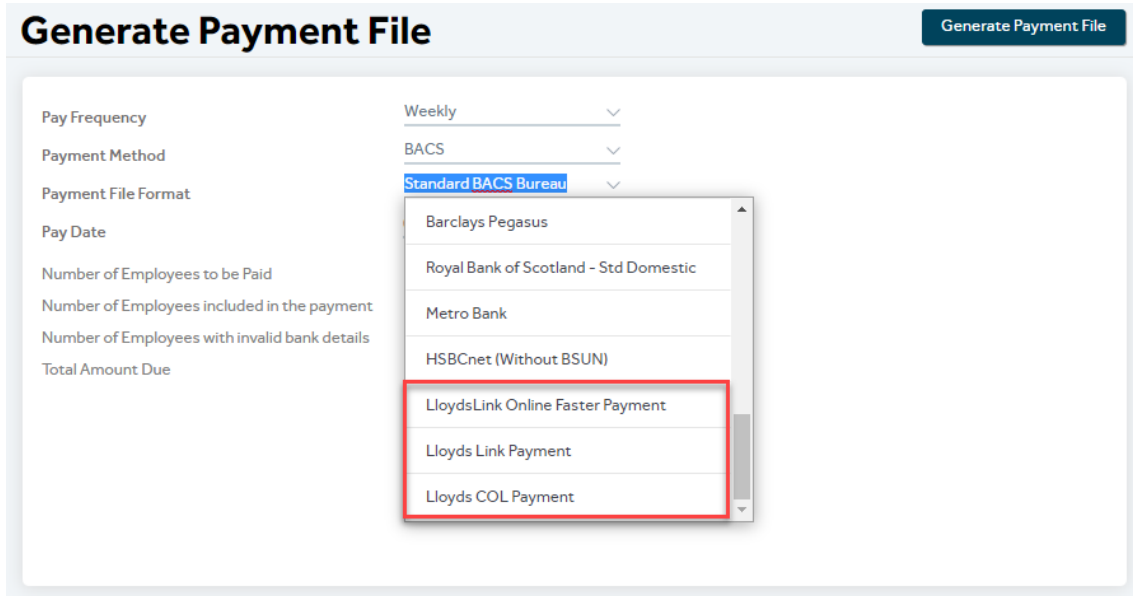 Generate Payment File
Generate Payment File
Pay Frequency
Weekly
Payment Method
BACS
Payment File Format
Standard BACS Bureau
Pay Date
Number of Employees to be Paid
Number of Employees included in the payment
Number of Employees with invalid bank details
Total Amount Due
Barclays Pegasus
Royal Bank of Scotland - Std Domestic
Metro Bank
HSBCnet (Without BSUN)
LloydsLink Online Faster Payment
Lloyds Link Payment
Lloyds COL Payment